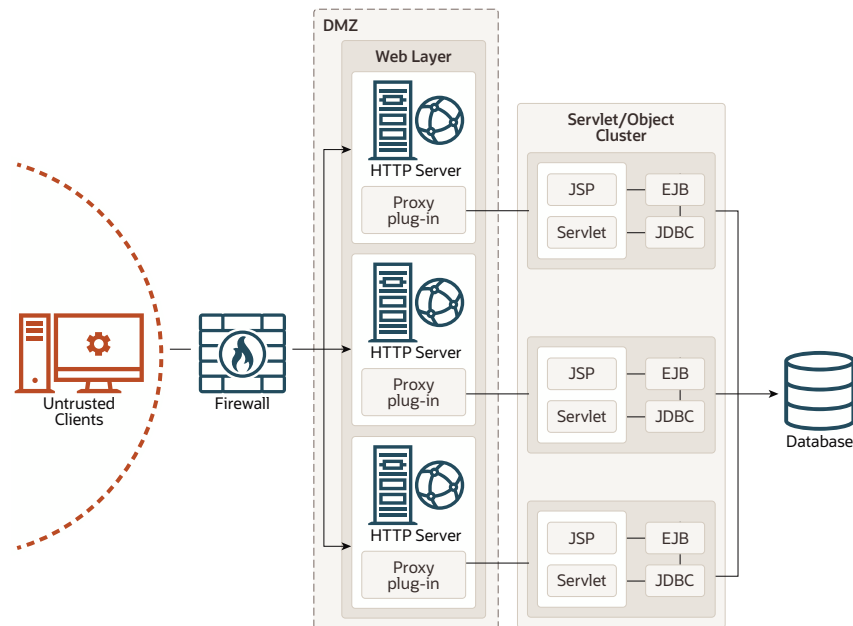 DMZ
Web Layer
HTTP Server
Proxy
plug-in
HTTP Server
Proxy
plug-in
HTTP Server
Proxy
plug-in
Servlet/Object
Cluster
JSP
EJB
Servlet
JDBC
JSP
EJB
Servlet
JDBC
JSP
EJB
Servlet
JDBC
Untrusted
Clients
Firewall
Database